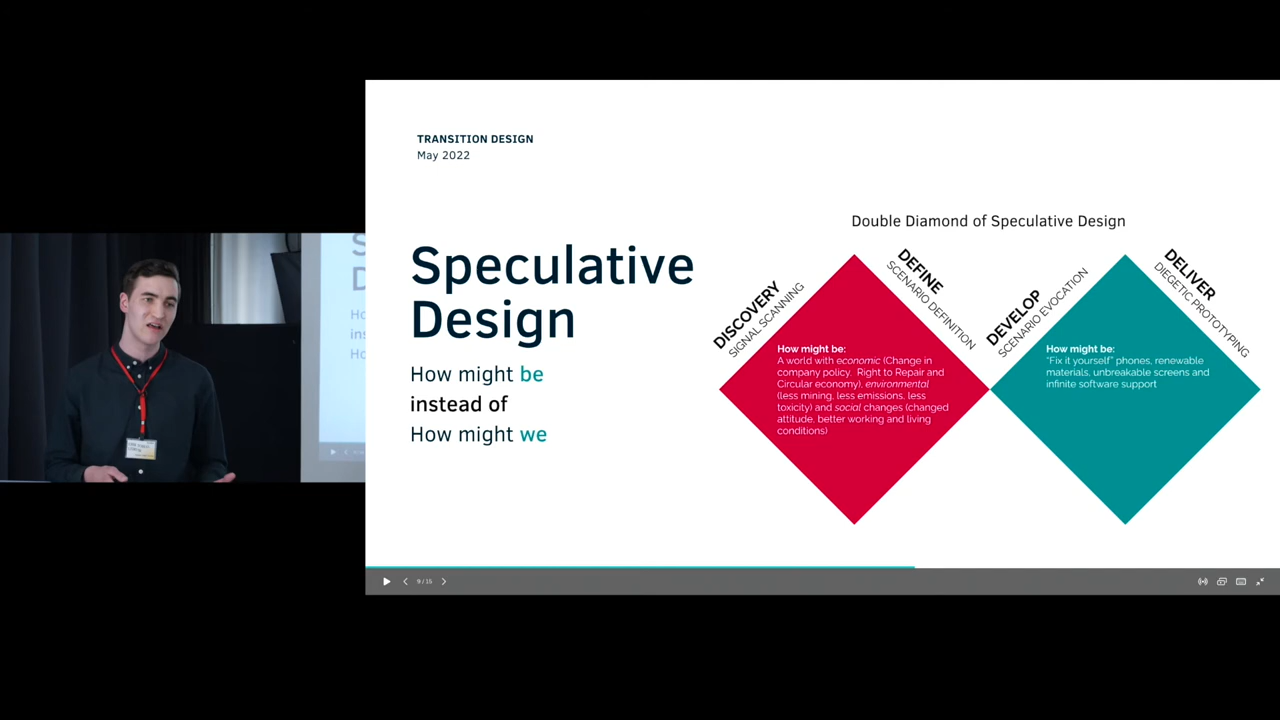 TRANSITION DESIGN
May 2022
Speculative
Design
How might be
instead of
How might we
Double Diamond of Speculative Design
DISCOVERY
SIGNAL SCANNING
DEFINE
SCENARIO DEFINITION
How might be:
A world with economic (Change in
company policy. Right to Repair and
Circular economy), environmental
(less mining, less emissions, less
toxicity) and social changes (changed
attitude, better working and living
conditions)
DEVELOP
SCENARIO EVOCATION
DELIVER
DIEGETIC PROTOTYPING
How might be:
"Fix it yourself" phones, renewable
materials, unbreakable screens and
infinite software support
9 / 15